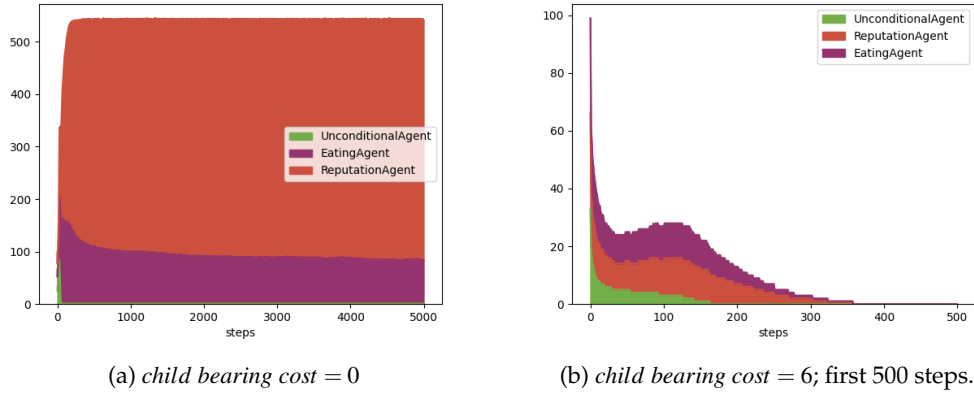 500
400
300
200
100
0
UnconditionalAgent
EatingAgent
ReputationAgent
0 1000 2000 3000 4000 5000
steps
(a) child bearing cost = 0
100
80
60
40
20
0
UnconditionalAgent
ReputationAgent
EatingAgent
0 100 200 300 400 500
steps
(b) child bearing cost = 6; first 500 steps.